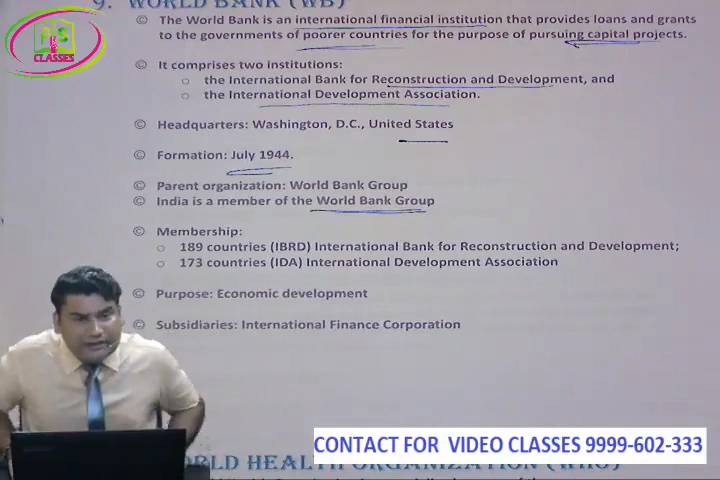 9. WORLD BANK (WB)
© The World Bank is an international financial institution that provides loans and grants
to the governments of poorer countries for the purpose of pursuing capital projects.
© It comprises two institutions:
○ the International Bank for Reconstruction and Development, and
○ the International Development Association.
© Headquarters: Washington, D.C., United States
© Formation: July 1944.
© Parent organization: World Bank Group
© India is a member of the World Bank Group
© Membership:
○ 189 countries (IBRD) International Bank for Reconstruction and Development;
○ 173 countries (IDA) International Development Association
© Purpose: Economic development
© Subsidiaries: International Finance Corporation
CLASSES
CONTACT FOR VIDEO CLASSES 9999-602-333
WORLD HEALTH ORGANIZATION (WHO)